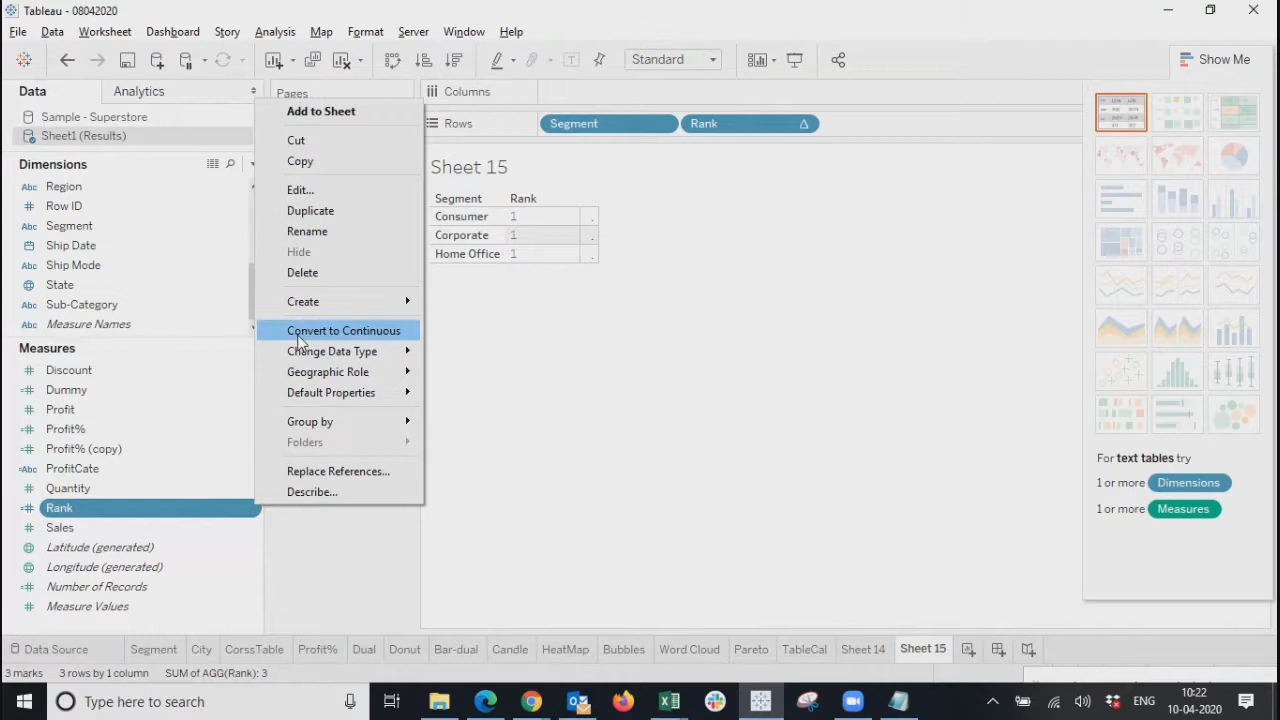 Tableau - 08042020
File Data Worksheet Dashboard Story Analysis Map Format Server Window Help
Standard
Show Me
Data Analytics
Sample - Superstore
Sheet1 (Results)
Dimensions
Region
Row ID
Segment
Ship Date
Ship Mode
State
Sub-Category
Measure Names
Measures
Discount
Dummy
Profit
Profit%
Profit% (copy)
ProfitCate
Quantity
Rank
Sales
Latitude (generated)
Longitude (generated)
Number of Records
Measure Values
Abc
Abc
Abc
Abc
Abc
Abc
Pages
Add to Sheet
Cut
Copy
Edit...
Duplicate
Rename
Hide
Delete
Create
Convert to Continuous
Change Data Type
Geographic Role
Default Properties
Group by
Folders
Replace References...
Describe...
Columns
Rows Segment Rank
Sheet 15
Segment Rank
Consumer 1 .
Corporate 1 .
Home Office 1 .
For text tables try
1 or more Dimensions
1 or more Measures
Data Source Segment City CorssTable Profit% Dual Donut Bar-dual Candle HeatMap Bubbles Word Cloud Pareto TableCal Sheet 14 Sheet 15
3 marks 3 rows by 1 column SUM of AGG(Rank): 3
Type here to search
ENG
10:22
10-04-2020